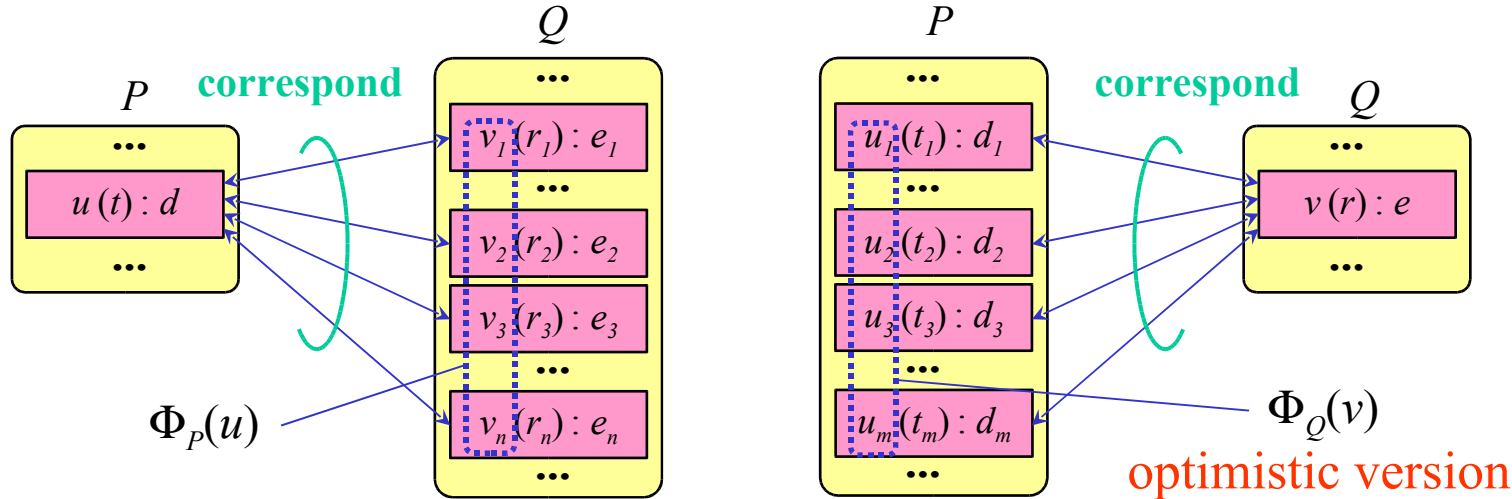 Q
P
correspond
P
...
u (t) : d
...
...
v1 (r1) : e1
...
v2 (r2) : e2
v3 (r3) : e3
...
vn (rn) : en
...
ΦP(u)
correspond
Q
...
u1 (t1) : d1
...
u2 (t2) : d2
u3 (t3) : d3
...
um (tm) : dm
...
...
v (r) : e
...
ΦQ(v)
optimistic version